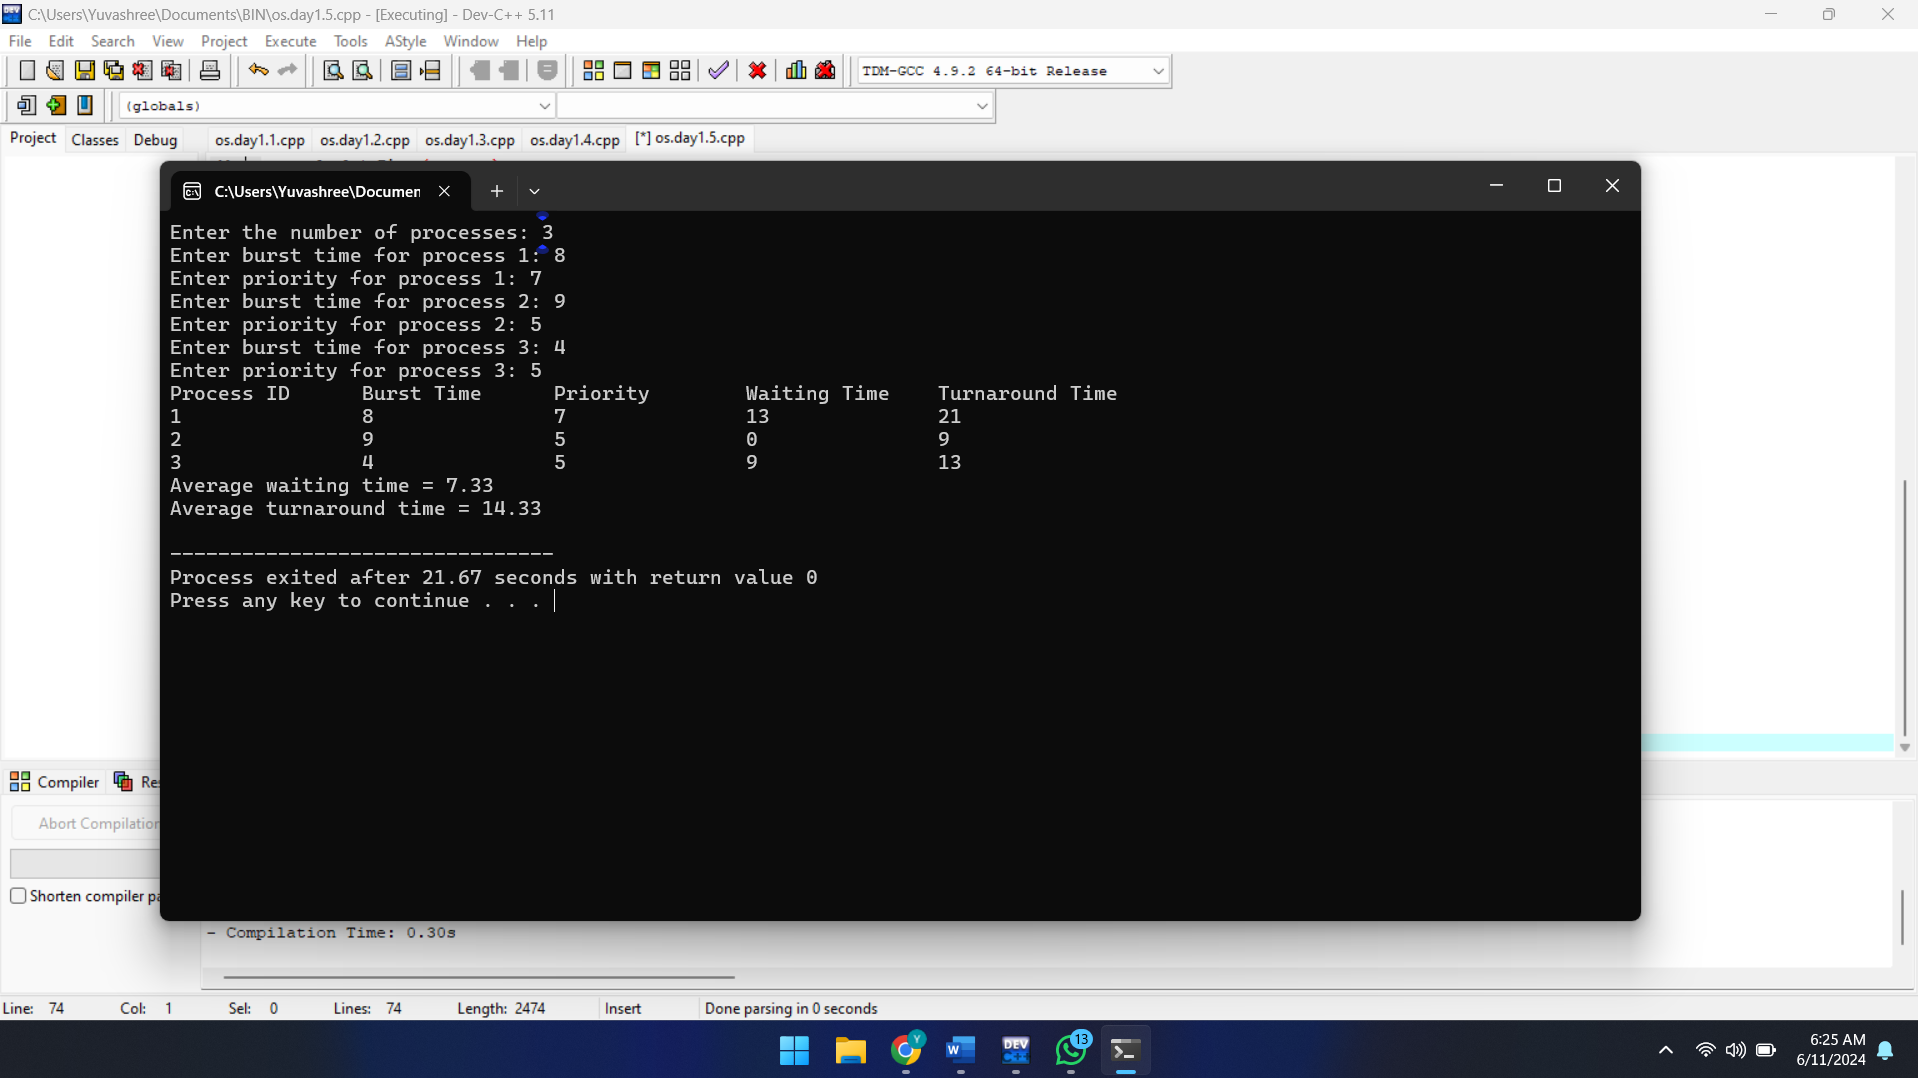 C:\Users\Yuvashree\Documents\BIN\os.day1.5.cpp - [Executing] - Dev-C++ 5.11
File Edit Search View Project Execute Tools AStyle Window Help
TDM-GCC 4.9.2 64-bit Release
(globals)
Project Classes Debug os.day1.1.cpp os.day1.2.cpp os.day1.3.cpp os.day1.4.cpp [*] os.day1.5.cpp
C:\Users\Yuvashree\Documen
Enter the number of processes: 3
Enter burst time for process 1: 8
Enter priority for process 1: 7
Enter burst time for process 2: 9
Enter priority for process 2: 5
Enter burst time for process 3: 4
Enter priority for process 3: 5
Process ID Burst Time Priority Waiting Time Turnaround Time
1 8 7 13 21
2 9 5 0 9
3 4 5 9 13
Average waiting time = 7.33
Average turnaround time = 14.33
--------------------------------
Process exited after 21.67 seconds with return value 0
Press any key to continue . . .
Compiler Res
Abort Compilation
Shorten compiler pa
- Compilation Time: 0.30s
Line: 74 Col: 1 Sel: 0 Lines: 74 Length: 2474 Insert Done parsing in 0 seconds
DEV
Y
W
DEV
C++
13
6:25 AM
6/11/2024